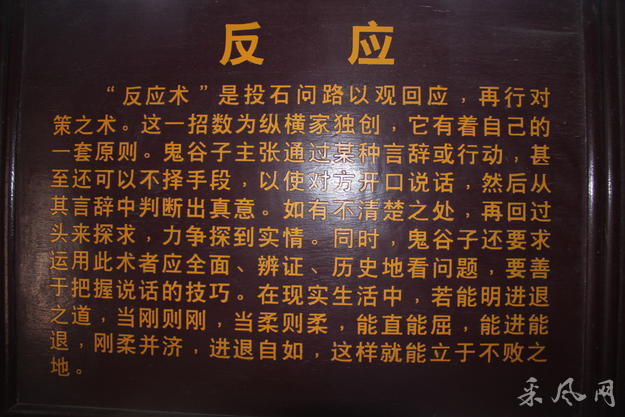 反应
“反应术”是投石问路以观回应，再行对
策之术。这一招数为纵横家独创，它有着自己的
一套原则。鬼谷子主张通过某种言辞或行动，甚
至还可以不择手段，以使对方开口说话，然后从
其言辞中判断出真意。如有不清楚之处，再回过
头来探求，力争探到实情。同时，鬼谷子还要求
运用此术者应全面、辨证、历史地看问题，要善
于把握说话的技巧。在现实生活中，若能明进退
之道，当刚则刚，当柔则柔，能直能屈，能进能
退，刚柔并济，进退自如，这样就能立于不败之
地。
采风网